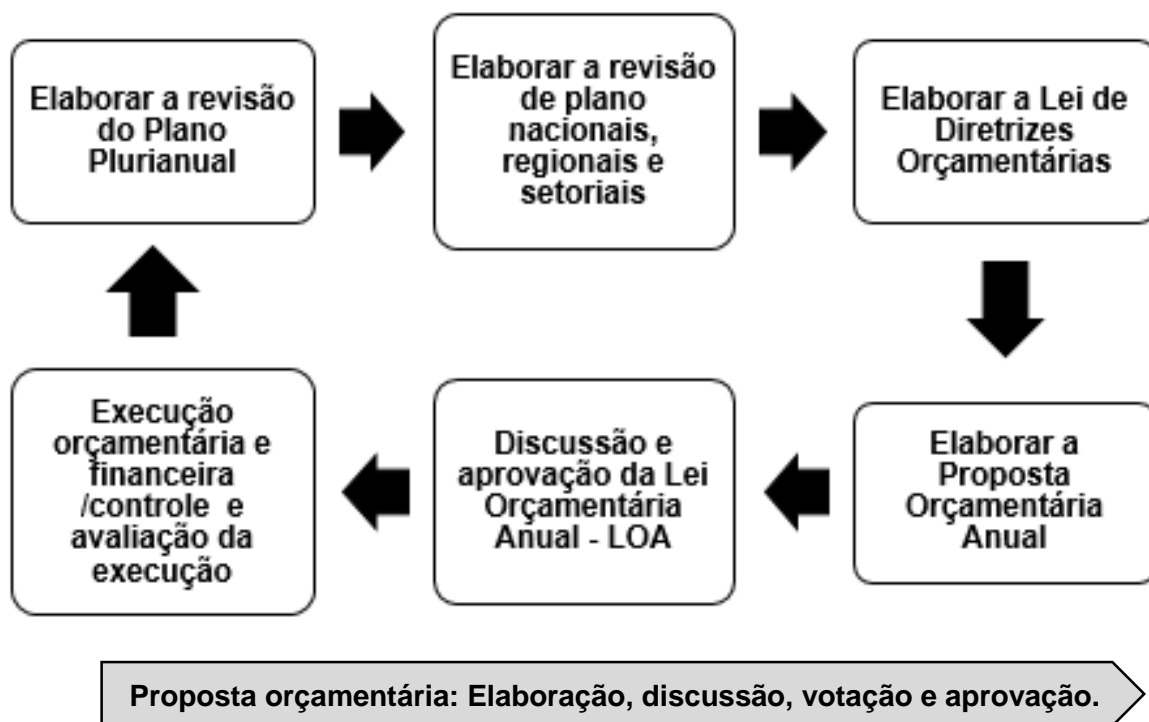 Elaborar a revisão
do Plano
Plurianual
Elaborar a revisão
de plano
nacionais,
regionais e
setoriais
Elaborar a Lei de
Diretrizes
Orçamentárias
Elaborar a
Proposta
Orçamentária
Anual
Discussão e
aprovação da Lei
Orçamentária
Anual - LOA
Execução
orçamentária e
financeira
/controle e
avaliação da
execução
Proposta orçamentária: Elaboração, discussão, votação e aprovação.